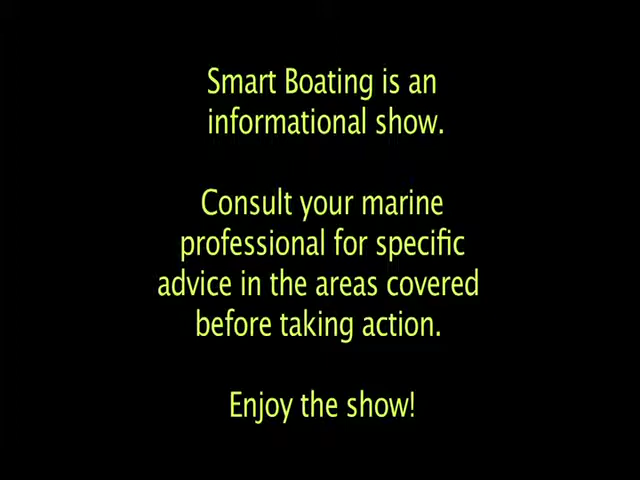 Smart Boating is an
informational show.
Consult your marine
professional for specific
advice in the areas covered
before taking action.
Enjoy the show!